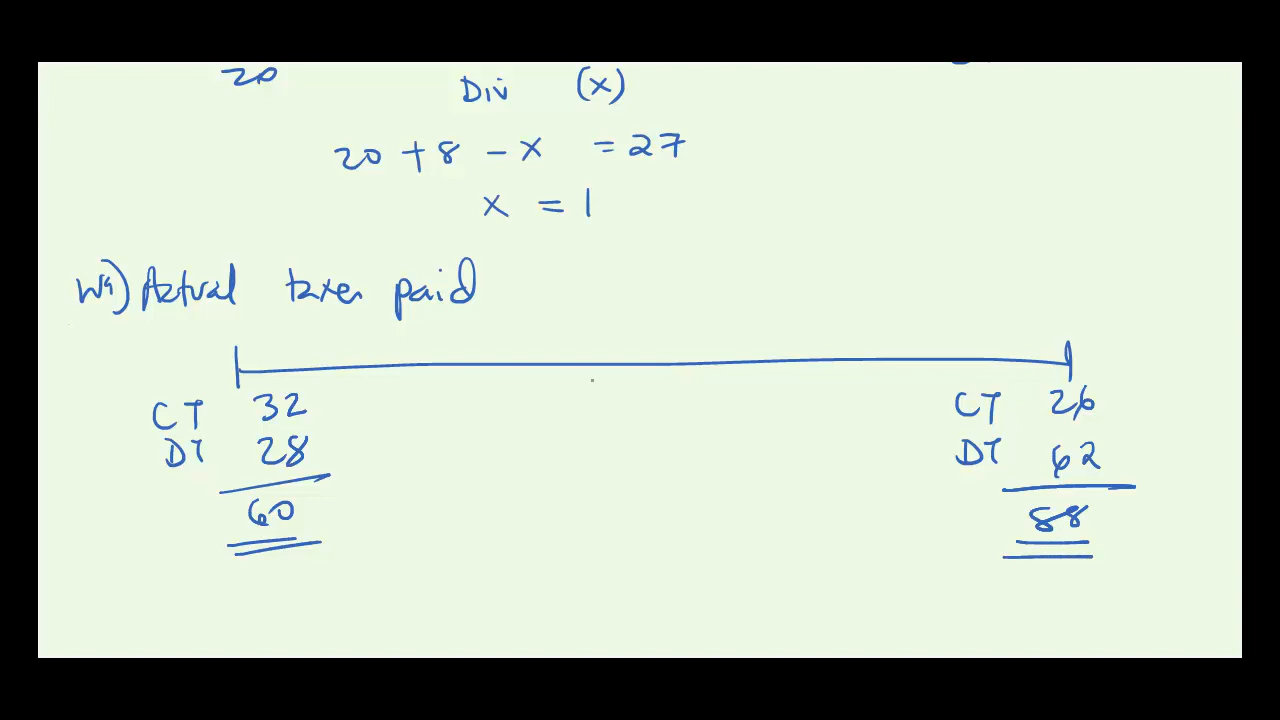 20 Div (x)
20 + 8 - x = 27
x = 1
Actual taxes paid
CT 32 CT 26
DT 28 DT 62
60 88